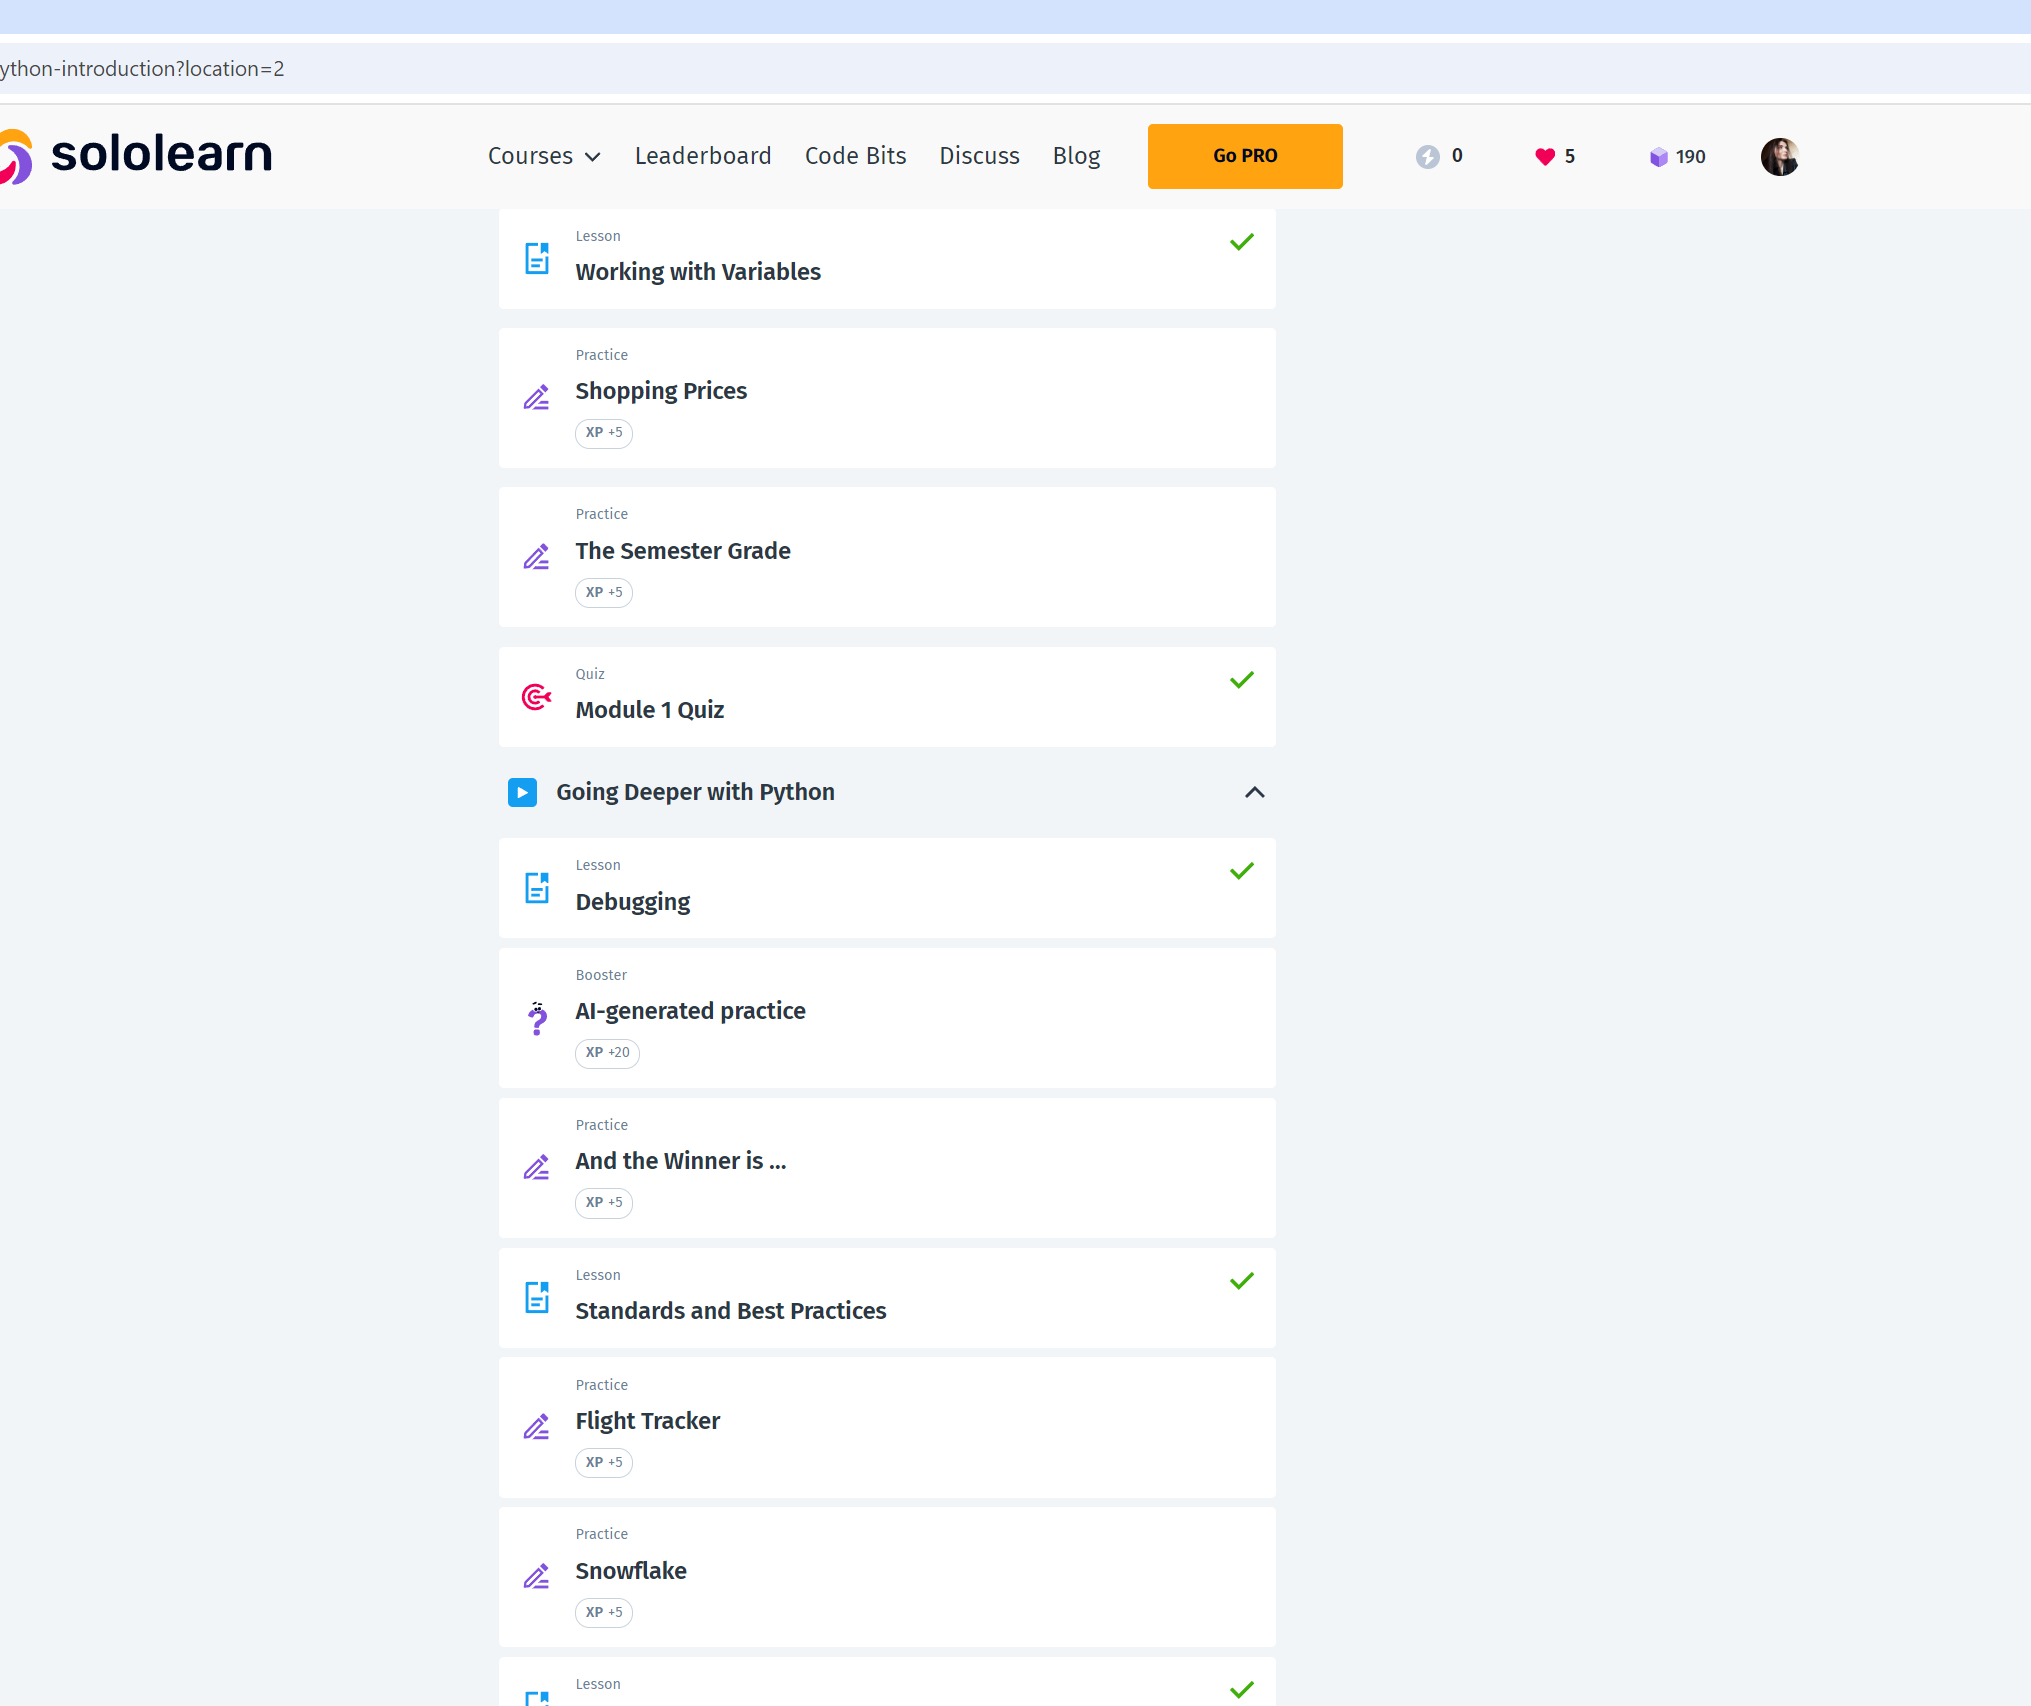 ython-introduction?location=2
sololearn
Courses Leaderboard Code Bits Discuss Blog Go PRO 0 5 190
Lesson
Working with Variables
Practice
Shopping Prices
XP +5
Practice
The Semester Grade
XP +5
Quiz
Module 1 Quiz
Going Deeper with Python
Lesson
Debugging
Booster
AI-generated practice
XP +20
Practice
And the Winner is ...
XP +5
Lesson
Standards and Best Practices
Practice
Flight Tracker
XP +5
Practice
Snowflake
XP +5
Lesson